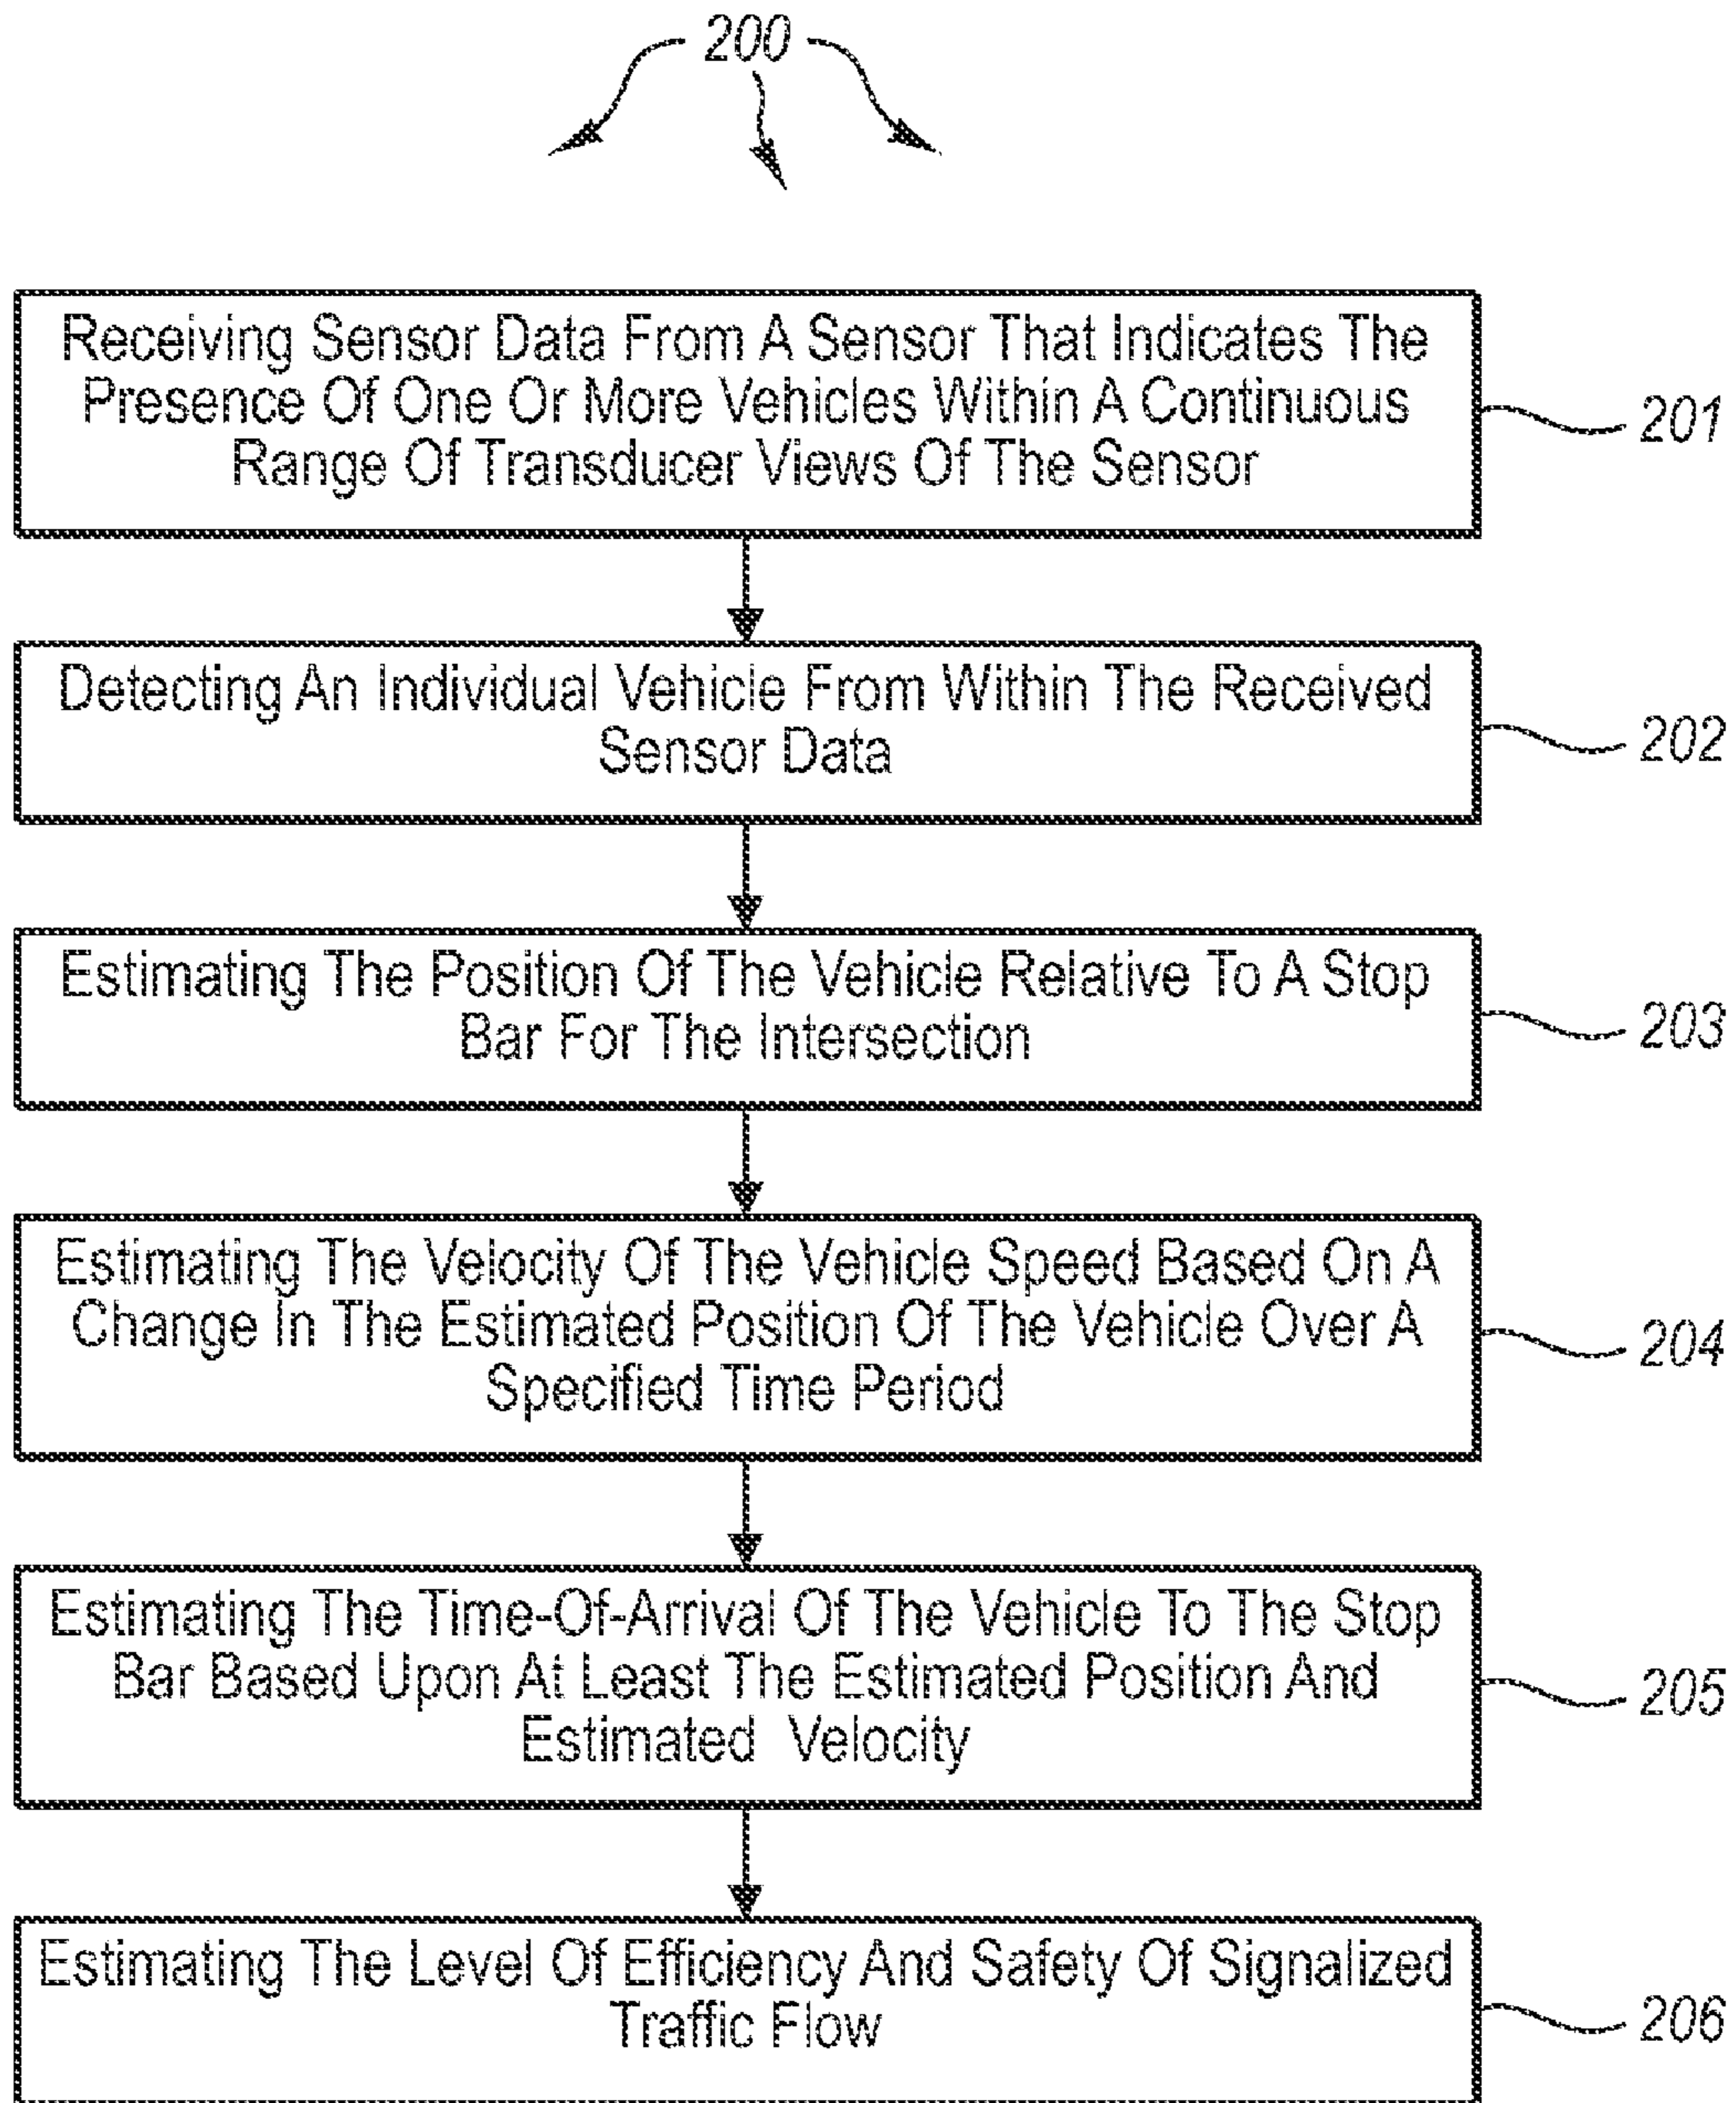 200
Receiving Sensor Data From A Sensor That Indicates The
Presence Of One Or More Vehicles Within A Continuous
Range Of Transducer Views Of The Sensor
201
Detecting An Individual Vehicle From Within The Received
Sensor Data
202
Estimating The Position Of The Vehicle Relative To A Stop
Bar For The Intersection
203
Estimating The Velocity Of The Vehicle Speed Based On A
Change In The Estimated Position Of The Vehicle Over A
Specified Time Period
204
Estimating The Time-Of-Arrival Of The Vehicle To The Stop
Bar Based Upon At Least The Estimated Position And
Estimated Velocity
205
Estimating The Level Of Efficiency And Safety Of Signalized
Traffic Flow
206